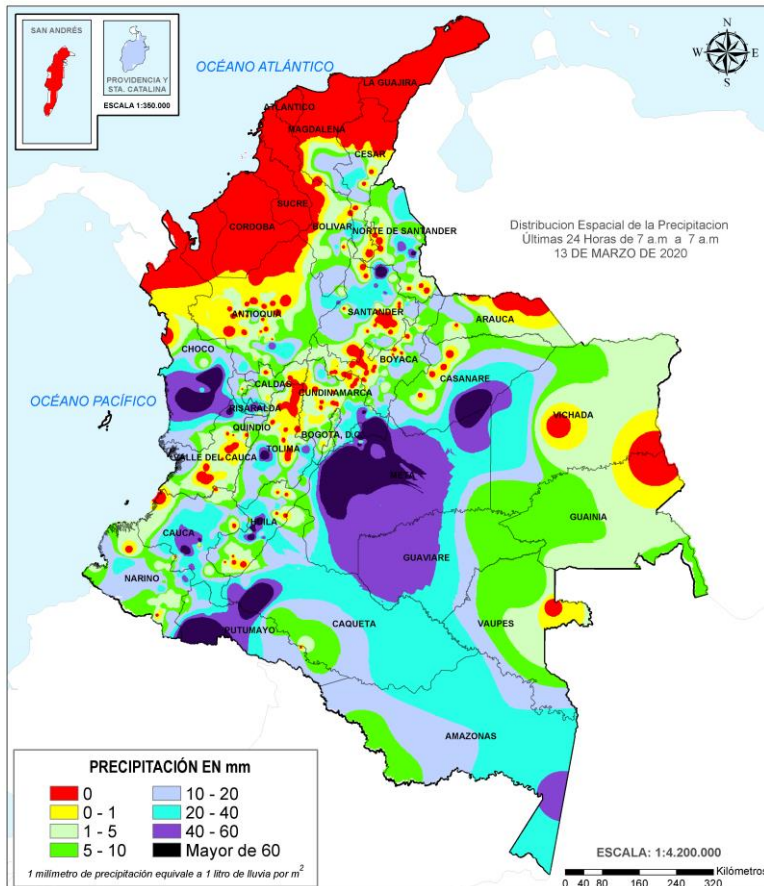 SAN ANDRÉS
PROVIDENCIA Y
STA. CATALINA
ESCALA 1:350.000
OCÉANO ATLÁNTICO
N
W
E
S
LA GUAJIRA
ATLANTICO
MAGDALENA
CESAR
SUCRE
CORDOBA
BOLIVAR
NORTE DE SANTANDER
Distribucion Espacial de la Precipitacion
Últimas 24 Horas de 7 a.m a 7 a.m
13 DE MARZO DE 2020
ANTIOQUIA
SANTANDER
ARAUCA
CHOCO
BOYACA
CASANARE
OCÉANO PACÍFICO
CALDAS
CUNDINAMARCA
RISARALDA
VICHADA
QUINDIO
BOGOTA, D.C
TOLIMA
VALLE DEL CAUCA
META
GUAINIA
HUILA
CAUCA
GUAVIARE
NARINO
CAQUETA
VAUPES
PUTUMAYO
AMAZONAS
PRECIPITACIÓN EN mm
0
10 - 20
0 - 1
20 - 40
1 - 5
40 - 60
5 - 10
Mayor de 60
1 milímetro de precipitación equivale a 1 litro de lluvia por m2
ESCALA: 1:4.200.000
Kilómetros
0 40 80 160 240 320